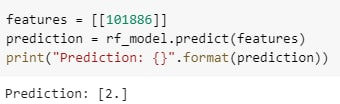 features = [[101886]]
prediction = rf_model.predict(features)
print("Prediction: {}".format(prediction))
Prediction: [2.]